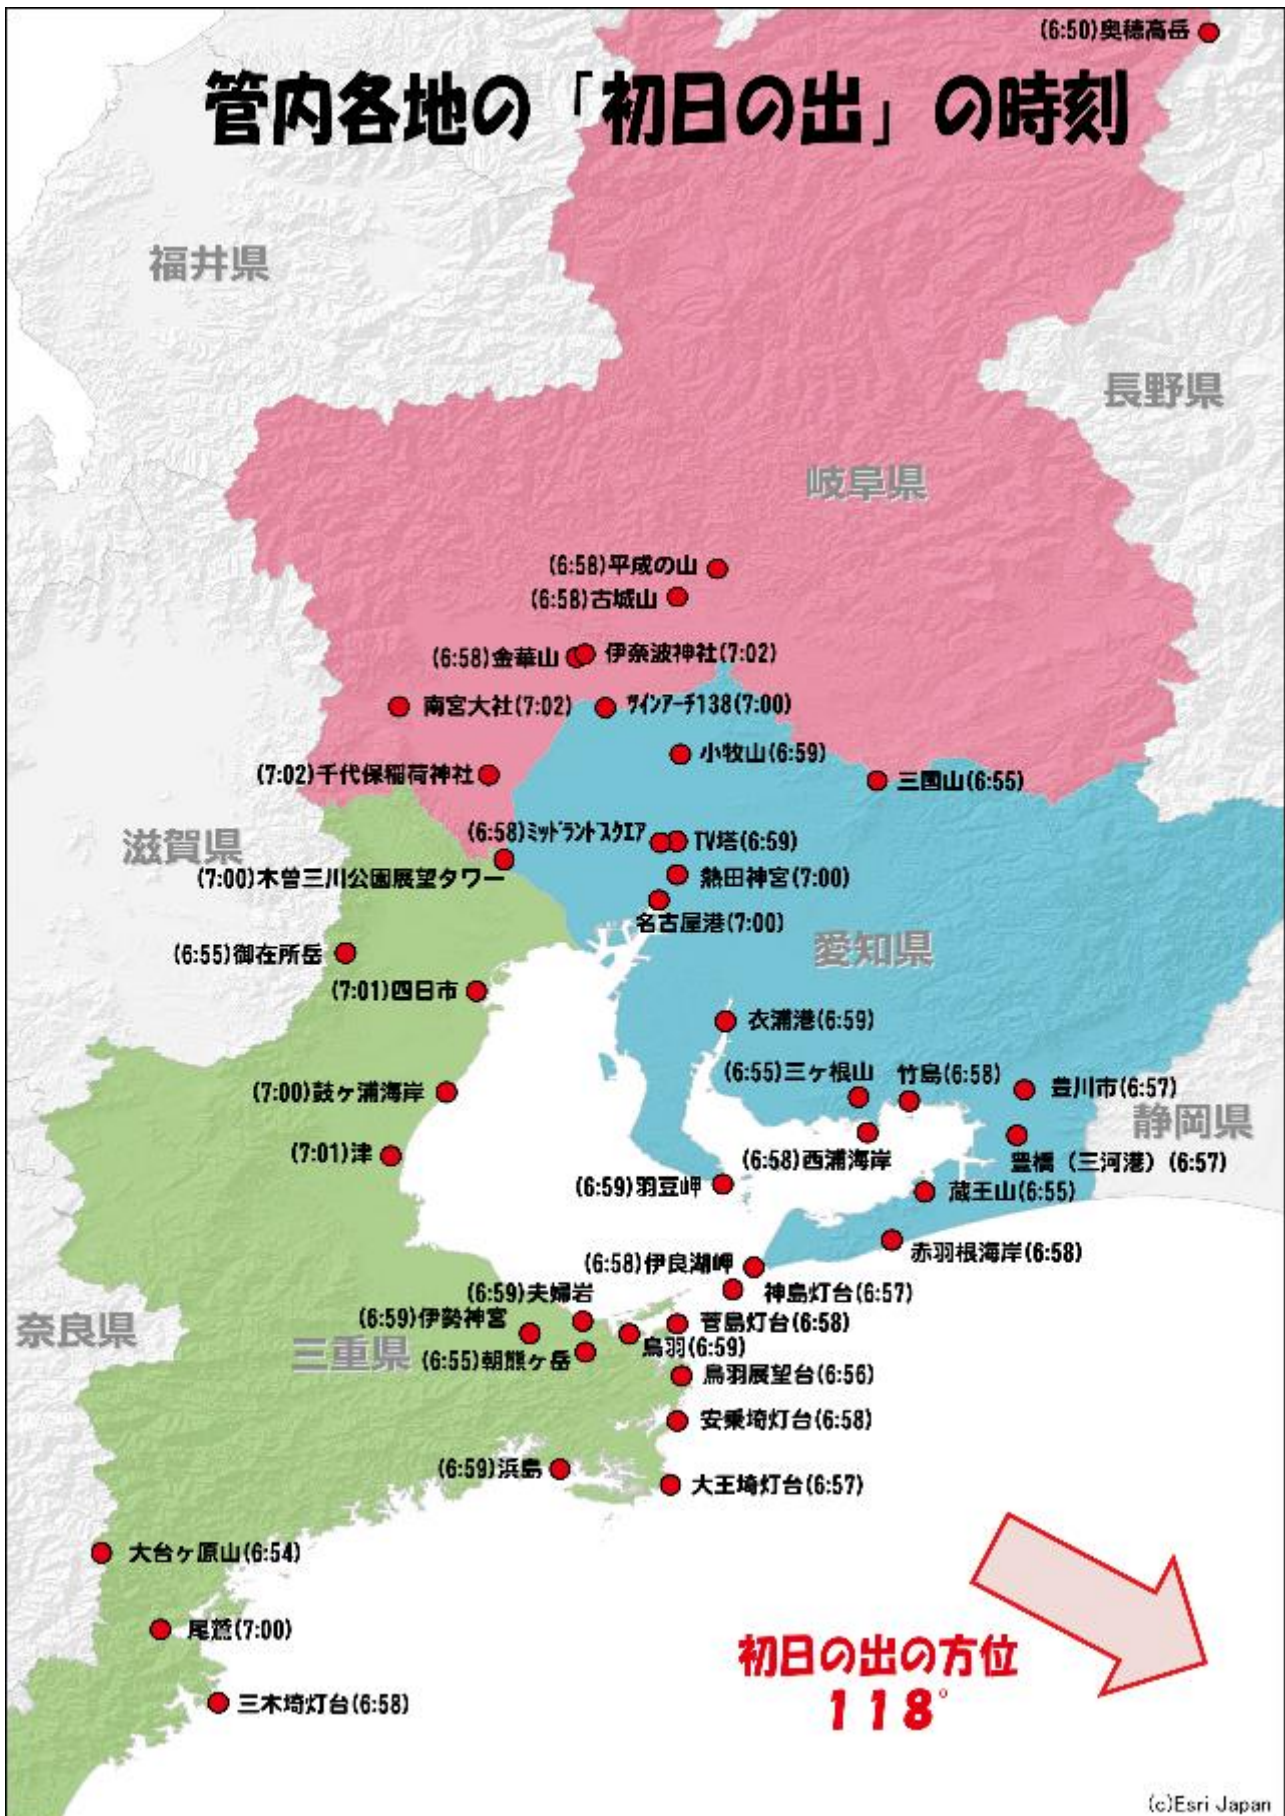 (6:50)奥穂高岳
管内各地の「初日の出」の時刻
福井県
長野県
岐阜県
(6:58)平成の山
(6:58)古城山
(6:58)金華山
伊奈波神社(7:02)
南宮大社(7:02)
ﾂｲﾝｱｰﾁ138(7:00)
小牧山(6:59)
(7:02)千代保稲荷神社
三国山(6:55)
滋賀県
(6:58)ﾐｯﾄﾞﾗﾝﾄﾞｽｸｴｱ
TV塔(6:59)
(7:00)木曽三川公園展望タワー
熱田神宮(7:00)
名古屋港(7:00)
愛知県
(6:55)御在所岳
(7:01)四日市
衣浦港(6:59)
(6:55)三ヶ根山
竹島(6:58)
豊川市(6:57)
(7:00)鼓ヶ浦海岸
静岡県
(7:01)津
(6:58)西浦海岸
豊橋（三河港）(6:57)
(6:59)羽豆岬
蔵王山(6:55)
赤羽根海岸(6:58)
(6:58)伊良湖岬
神島灯台(6:57)
(6:59)夫婦岩
(6:59)伊勢神宮
菅島灯台(6:58)
奈良県
三重県
鳥羽(6:59)
(6:55)朝熊ヶ岳
鳥羽展望台(6:56)
安乗埼灯台(6:58)
(6:59)浜島
大王埼灯台(6:57)
大台ヶ原山(6:54)
尾鷲(7:00)
初日の出の方位
118°
三木埼灯台(6:58)
(c)Esri Japan